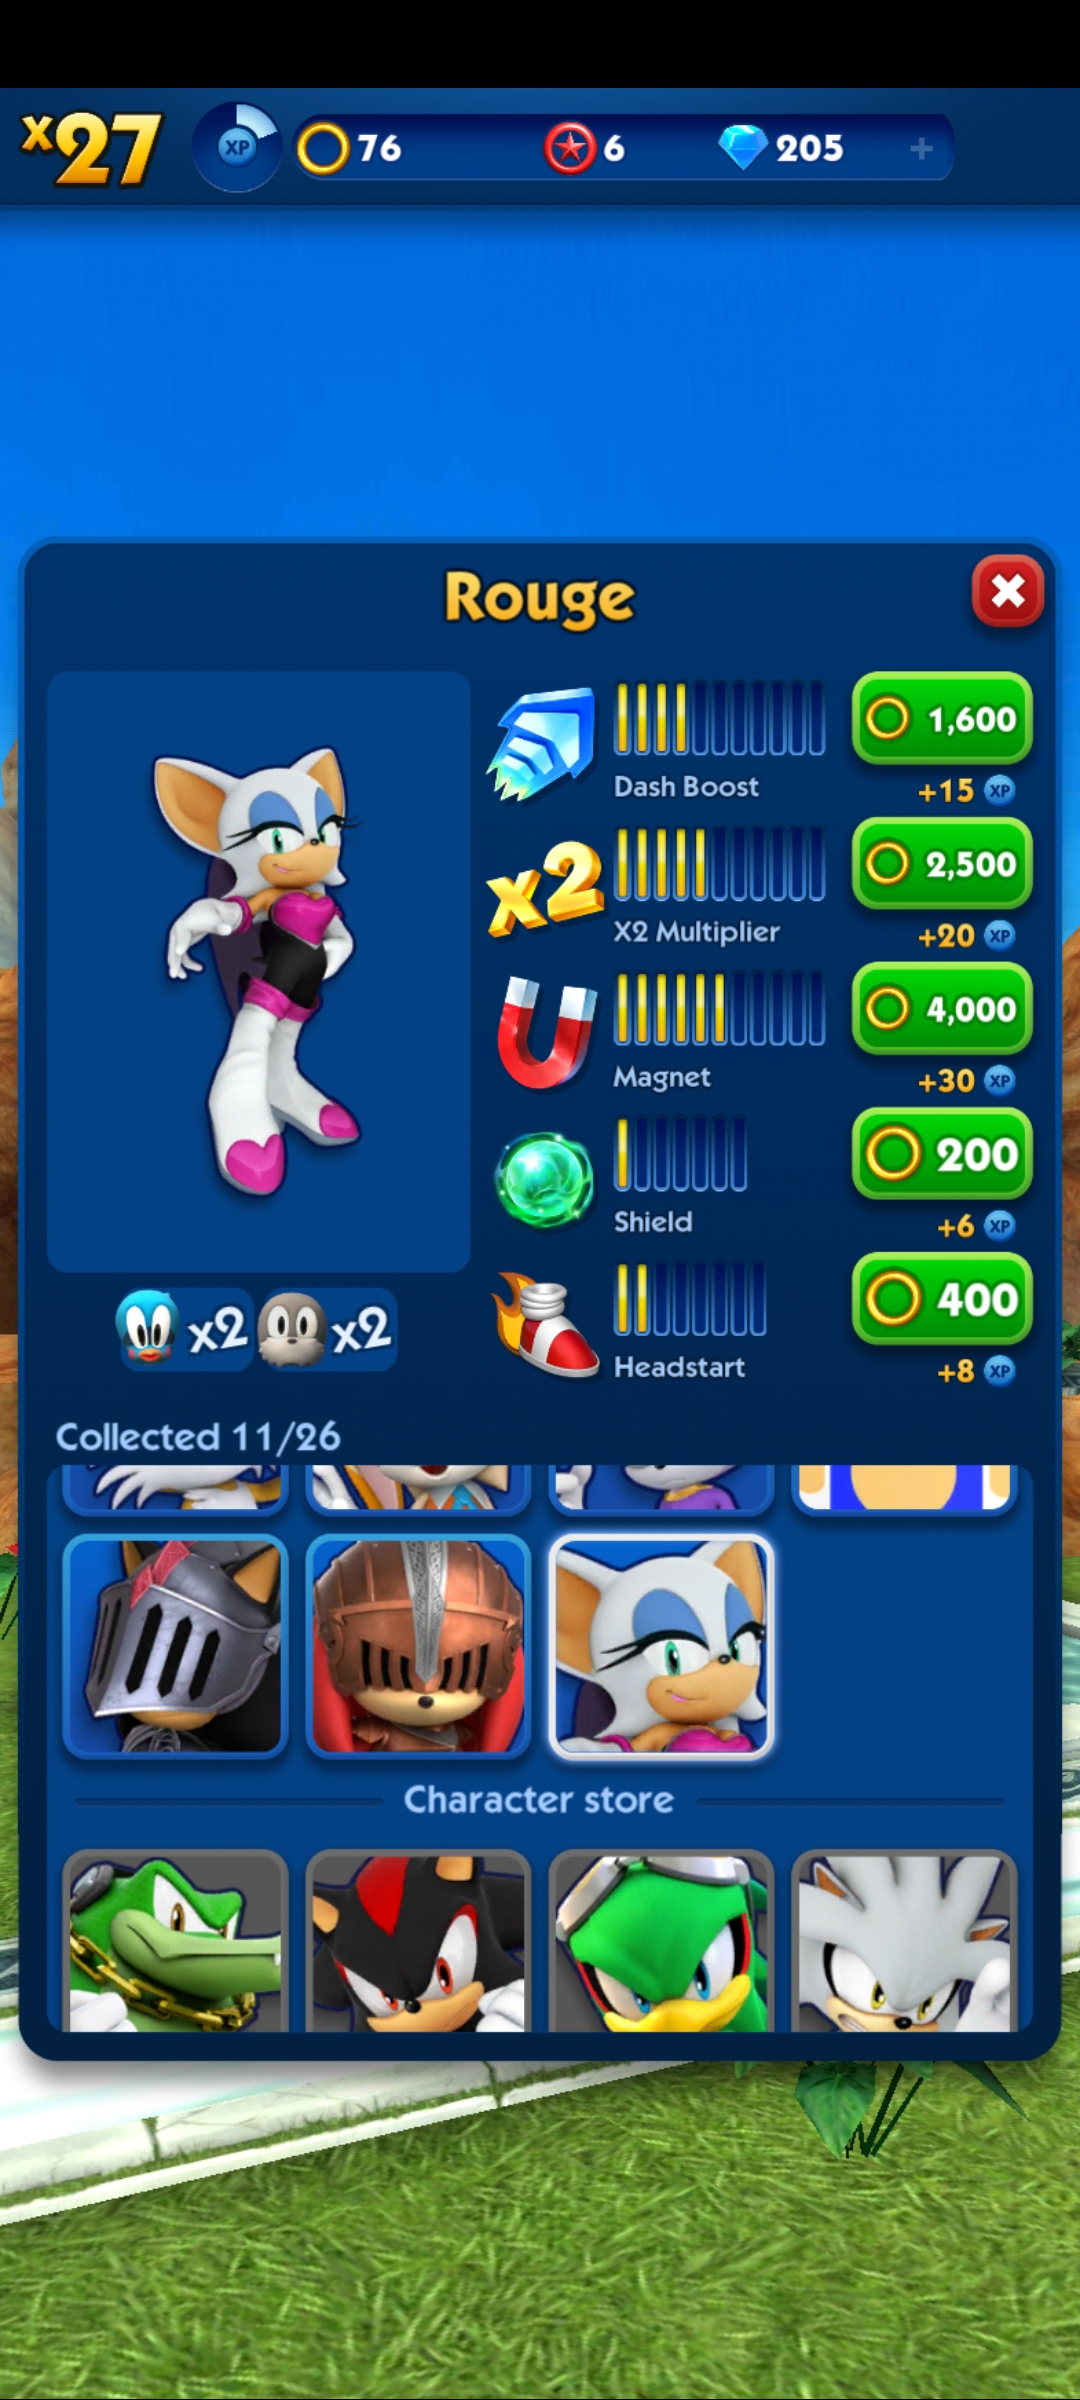 x27 XP 76 6 205 +
Rouge
1,600
Dash Boost
+15 XP
x2
2,500
X2 Multiplier
+20 XP
4,000
Magnet
+30 XP
200
Shield
+6 XP
400
Headstart
+8 XP
x2 x2
Collected 11/26
Character store